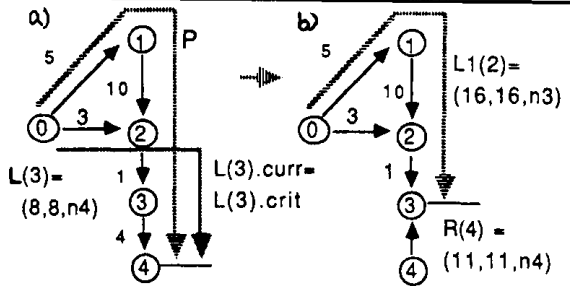 a)
1
P
5
10
0
3
2
L(3)=
(8,8,n4)
1
L(3).curr=
L(3).crit
3
4
4
b)
1
5
L1(2)=
(16,16,n3)
10
0
3
2
1
3
R(4) =
(11,11,n4)
4